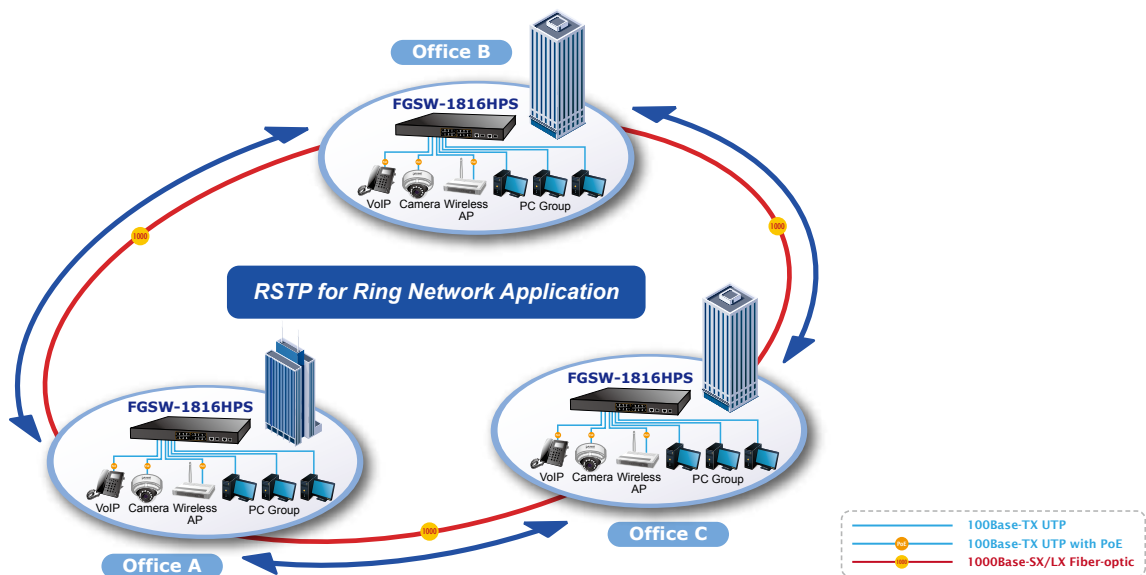 Office B
FGSW-1816HPS
VoIP
Camera
Wireless
AP
PC Group
1000
1000
RSTP for Ring Network Application
FGSW-1816HPS
VoIP
Camera
Wireless
AP
PC Group
FGSW-1816HPS
VoIP
Camera
Wireless
AP
PC Group
1000
Office A
Office C
100Base-TX UTP
PoE
100Base-TX UTP with PoE
1000
1000Base-SX/LX Fiber-optic